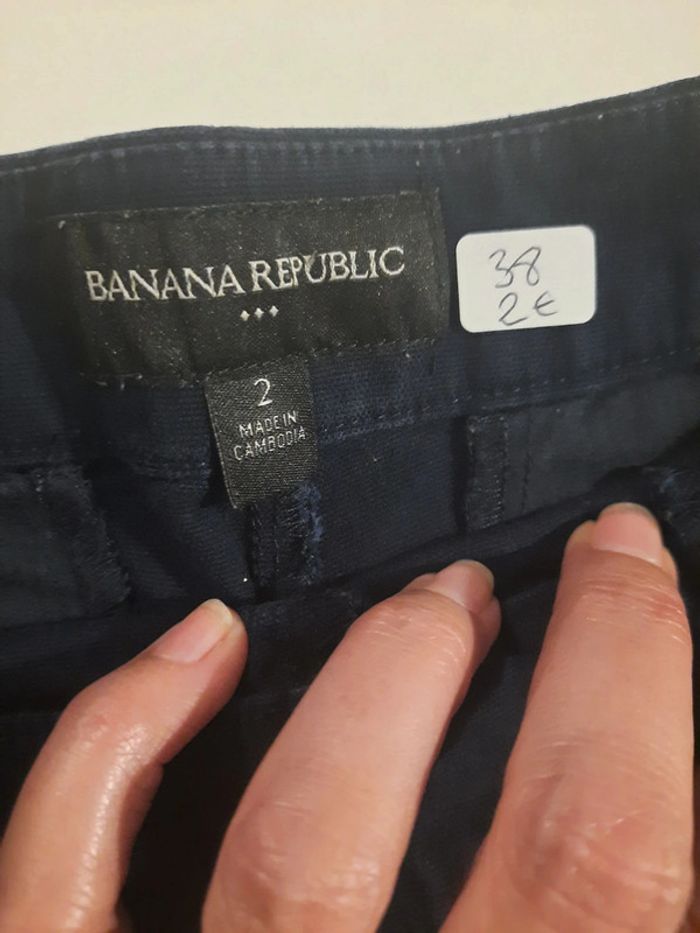 BANANA REPUBLIC
38
2€
2
MADE IN
CAMBODIA